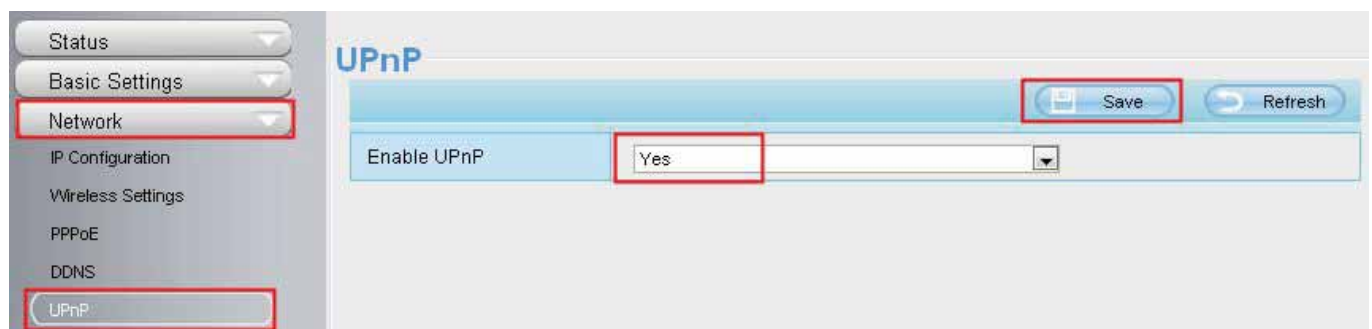 Status
Basic Settings
Network
IP Configuration
Wireless Settings
PPPoE
DDNS
UPnP
UPnP
Save Refresh
Enable UPnP Yes